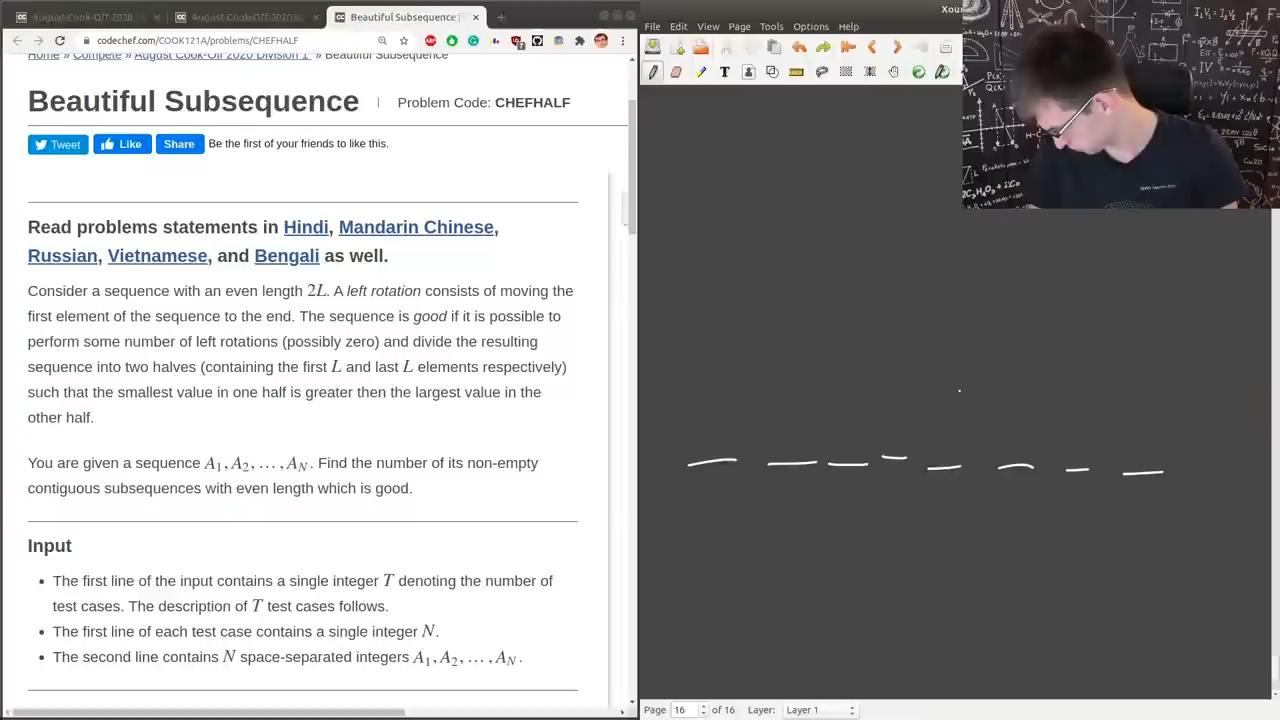 August Cook-Off 2020
August Cook-Off 2020
Beautiful Subsequence
codechef.com/COOK121A/problems/CHEFHALF
File Edit View Page Tools Options Help
Home » Compete » August Cook-Off 2020 Division 1 » Beautiful Subsequence
Beautiful Subsequence | Problem Code: CHEFHALF
Tweet Like Share Be the first of your friends to like this.
Read problems statements in Hindi, Mandarin Chinese,
Russian, Vietnamese, and Bengali as well.
Consider a sequence with an even length 2L. A left rotation consists of moving the
first element of the sequence to the end. The sequence is good if it is possible to
perform some number of left rotations (possibly zero) and divide the resulting
sequence into two halves (containing the first L and last L elements respectively)
such that the smallest value in one half is greater then the largest value in the
other half.
You are given a sequence A1, A2, …, AN. Find the number of its non-empty
contiguous subsequences with even length which is good.
Input
• The first line of the input contains a single integer T denoting the number of
test cases. The description of T test cases follows.
• The first line of each test case contains a single integer N.
• The second line contains N space-separated integers A1, A2, …, AN.
Page 16 of 16 Layer: Layer 1